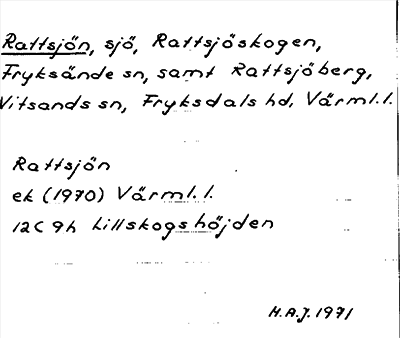 Rattsjön, sjö, Rattsjöskogen,
Fryksände sn, samt Rattsjöberg,
Vitsands sn, Fryksdals hd, Värml.l.
Rattsjön
ek (1970) Värml.l.
12C 9h Lillskogshöjden
H.A.J. 1971